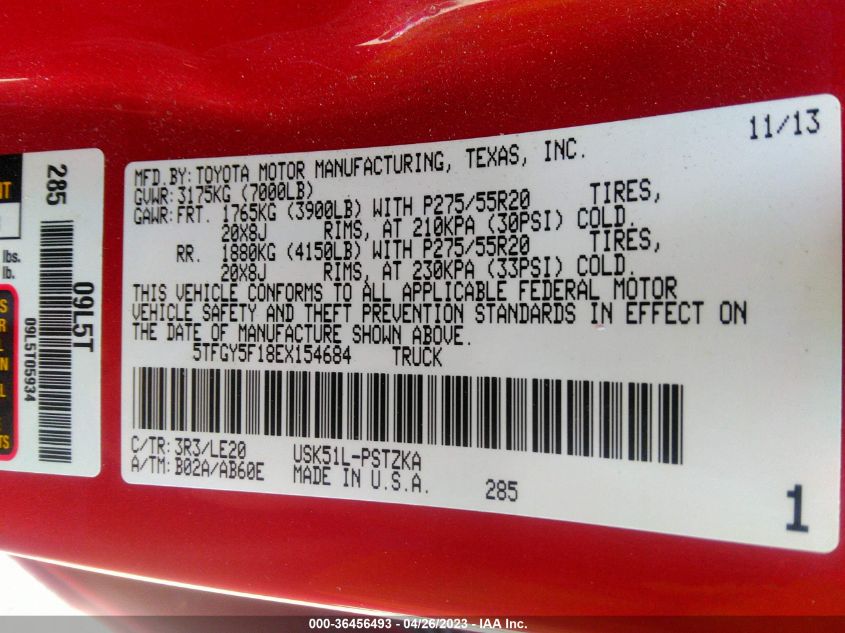 11/13
MFD.BY:TOYOTA MOTOR MANUFACTURING, TEXAS, INC.
GVWR:3175KG (7000LB)
GAWR:FRT. 1765KG (3900LB) WITH P275/55R20 TIRES,
20X8J RIMS, AT 210KPA (30PSI) COLD.
RR. 1880KG (4150LB) WITH P275/55R20 TIRES,
20X8J RIMS, AT 230KPA (33PSI) COLD.
THIS VEHICLE CONFORMS TO ALL APPLICABLE FEDERAL MOTOR
VEHICLE SAFETY AND THEFT PREVENTION STANDARDS IN EFFECT ON
THE DATE OF MANUFACTURE SHOWN ABOVE.
5TFGY5F18EX154684 TRUCK
C/TR:3R3/LE20 USK51L-PSTZKA
A/TM:B02A/AB60E MADE IN U.S.A. 285
1
285
09L5T
09L5T05934
lbs.
lb.
000-36456493 - 04/26/2023 - IAA Inc.